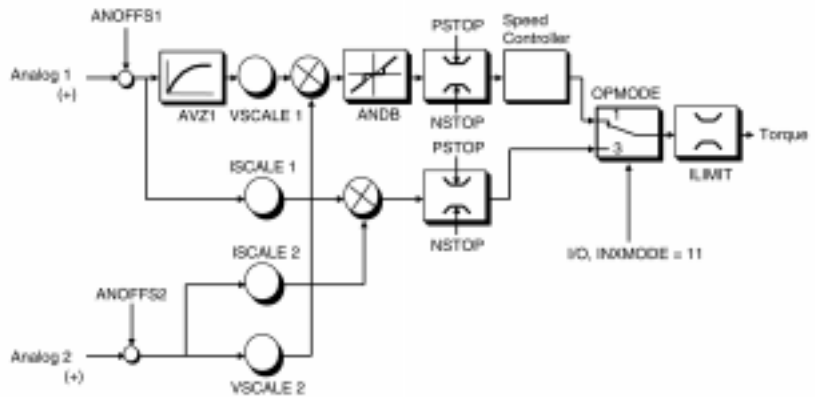 ANOFFS1
PSTOP
Speed
Controller
Analog 1
(+)
AVZ1
VSCALE 1
ANDB
NSTOP
OPMODE
1
3
Torque
ILIMIT
ISCALE 1
PSTOP
NSTOP
I/O, INXMODE = 11
ISCALE 2
ANOFFS2
Analog 2
(+)
VSCALE 2